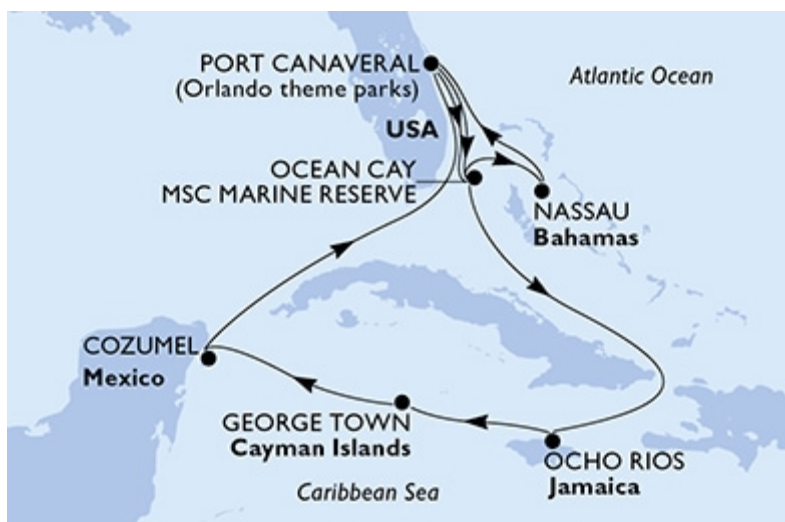 PORT CANAVERAL
(Orlando theme parks)
Atlantic Ocean
USA
OCEAN CAY
MSC MARINE RESERVE
NASSAU
Bahamas
COZUMEL
Mexico
GEORGE TOWN
Cayman Islands
OCHO RIOS
Jamaica
Caribbean Sea